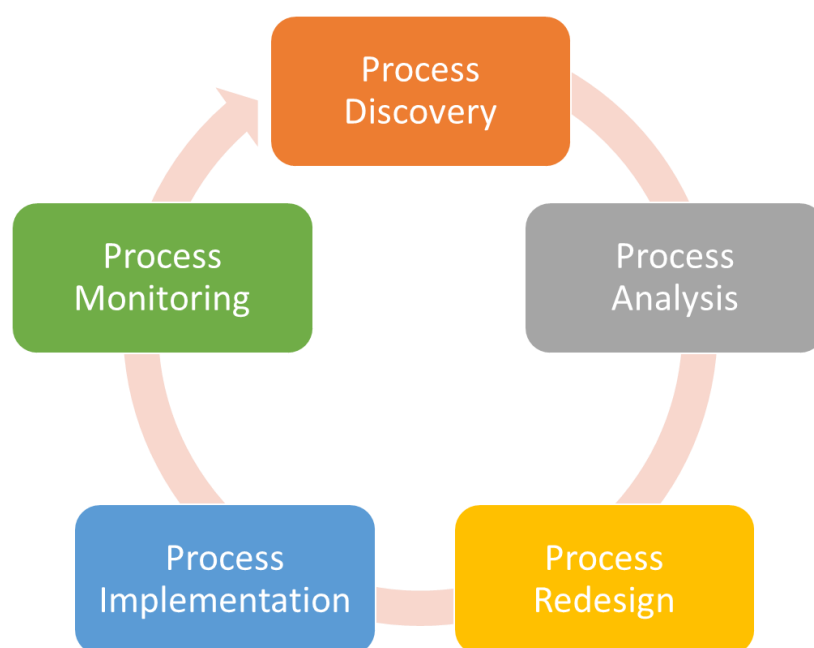 Process
Discovery
Process
Analysis
Process
Redesign
Process
Implementation
Process
Monitoring